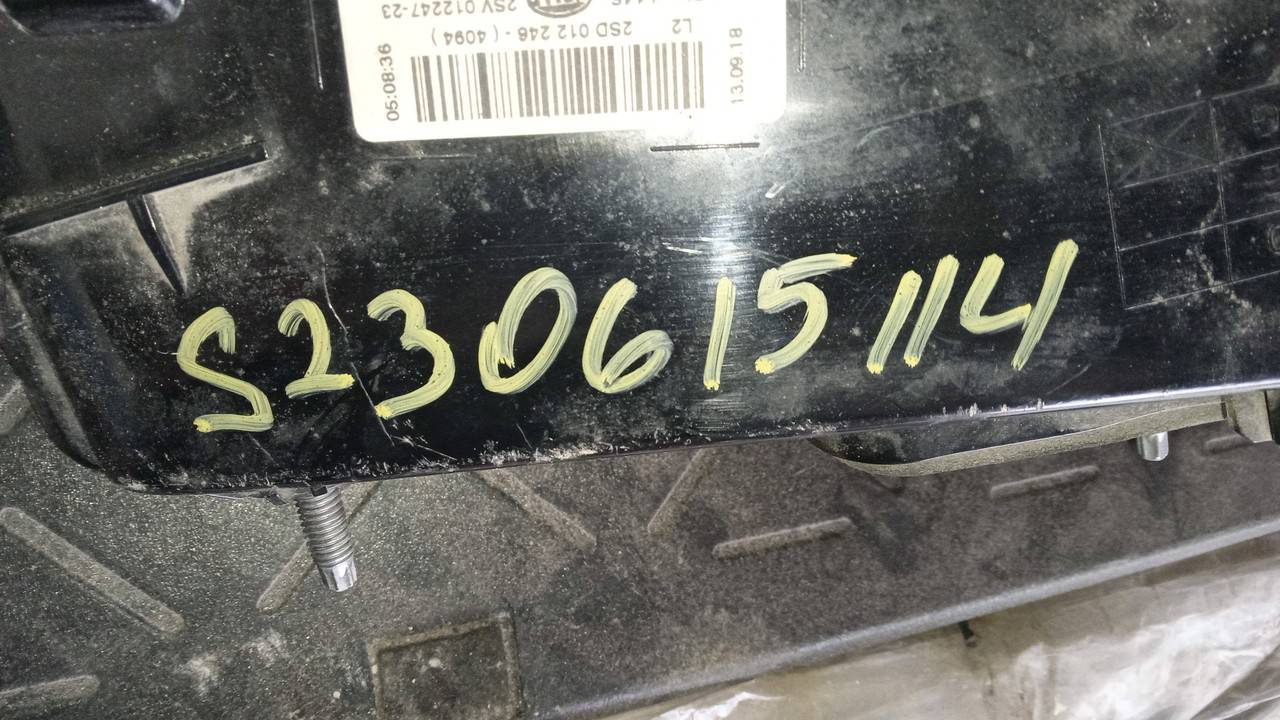 2SV 012247-23
2SD 012 248 - ( 4094 )
L2
05:08:36
13.09.18
S230615114